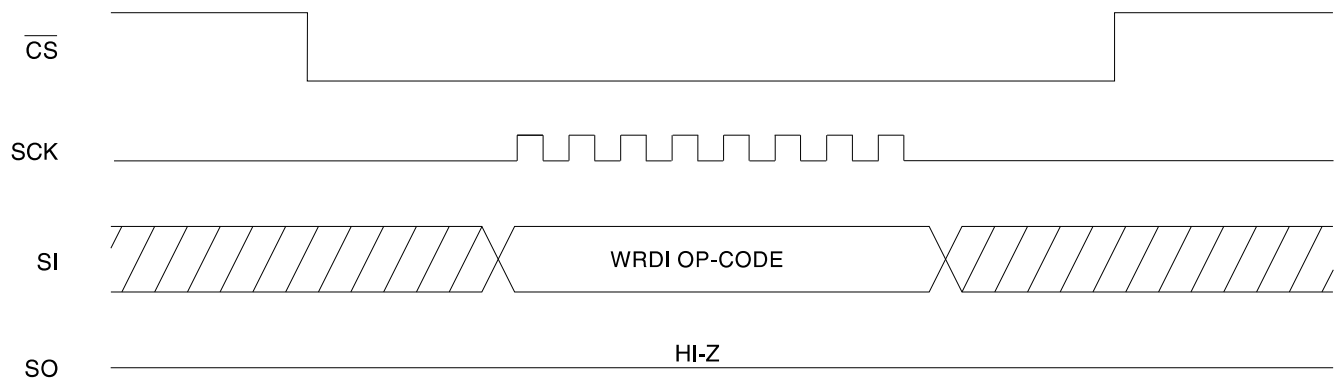 CS
SCK
SI
WRDI OP-CODE
SO
HI-Z